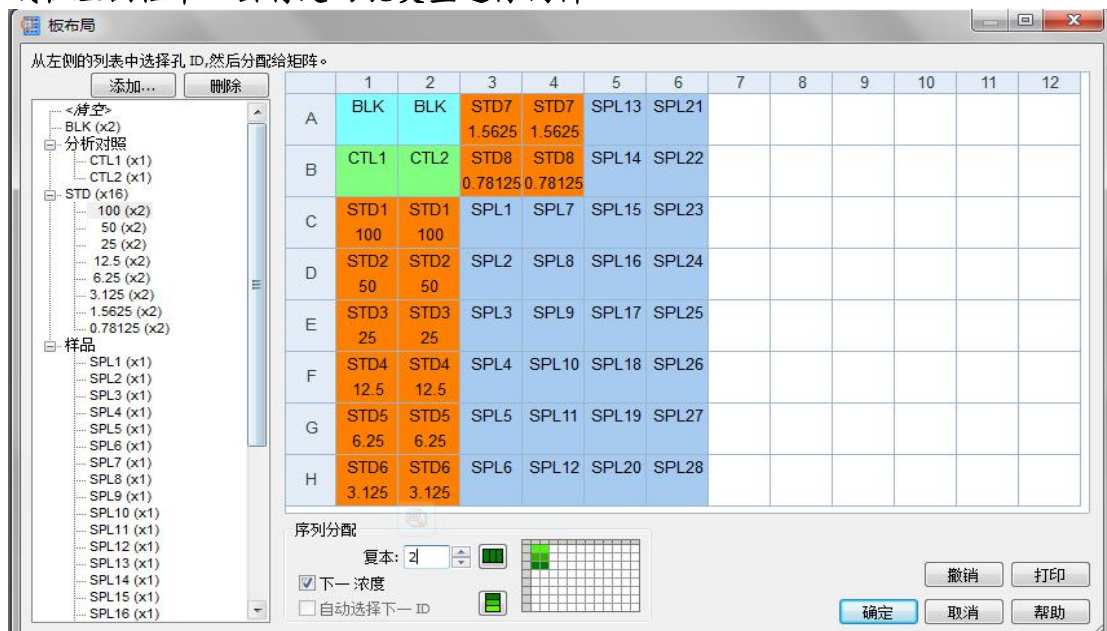 板布局
从左侧的列表中选择孔 ID,然后分配给矩阵。
添加... 删除
<清空>
BLK (x2)
分析对照
CTL1 (x1)
CTL2 (x1)
STD (x16)
100 (x2)
50 (x2)
25 (x2)
12.5 (x2)
6.25 (x2)
3.125 (x2)
1.5625 (x2)
0.78125 (x2)
样品
SPL1 (x1)
SPL2 (x1)
SPL3 (x1)
SPL4 (x1)
SPL5 (x1)
SPL6 (x1)
SPL7 (x1)
SPL8 (x1)
SPL9 (x1)
SPL10 (x1)
SPL11 (x1)
SPL12 (x1)
SPL13 (x1)
SPL14 (x1)
SPL15 (x1)
SPL16 (x1)
1 2 3 4 5 6 7 8 9 10 11 12
A BLK BLK STD7 STD7 SPL13 SPL21
1.5625 1.5625
B CTL1 CTL2 STD8 STD8 SPL14 SPL22
0.78125 0.78125
C STD1 STD1 SPL1 SPL7 SPL15 SPL23
100 100
D STD2 STD2 SPL2 SPL8 SPL16 SPL24
50 50
E STD3 STD3 SPL3 SPL9 SPL17 SPL25
25 25
F STD4 STD4 SPL4 SPL10 SPL18 SPL26
12.5 12.5
G STD5 STD5 SPL5 SPL11 SPL19 SPL27
6.25 6.25
H STD6 STD6 SPL6 SPL12 SPL20 SPL28
3.125 3.125
序列分配
复本: 2
下一 浓度
自动选择下一 ID
撤销 打印
确定 取消 帮助